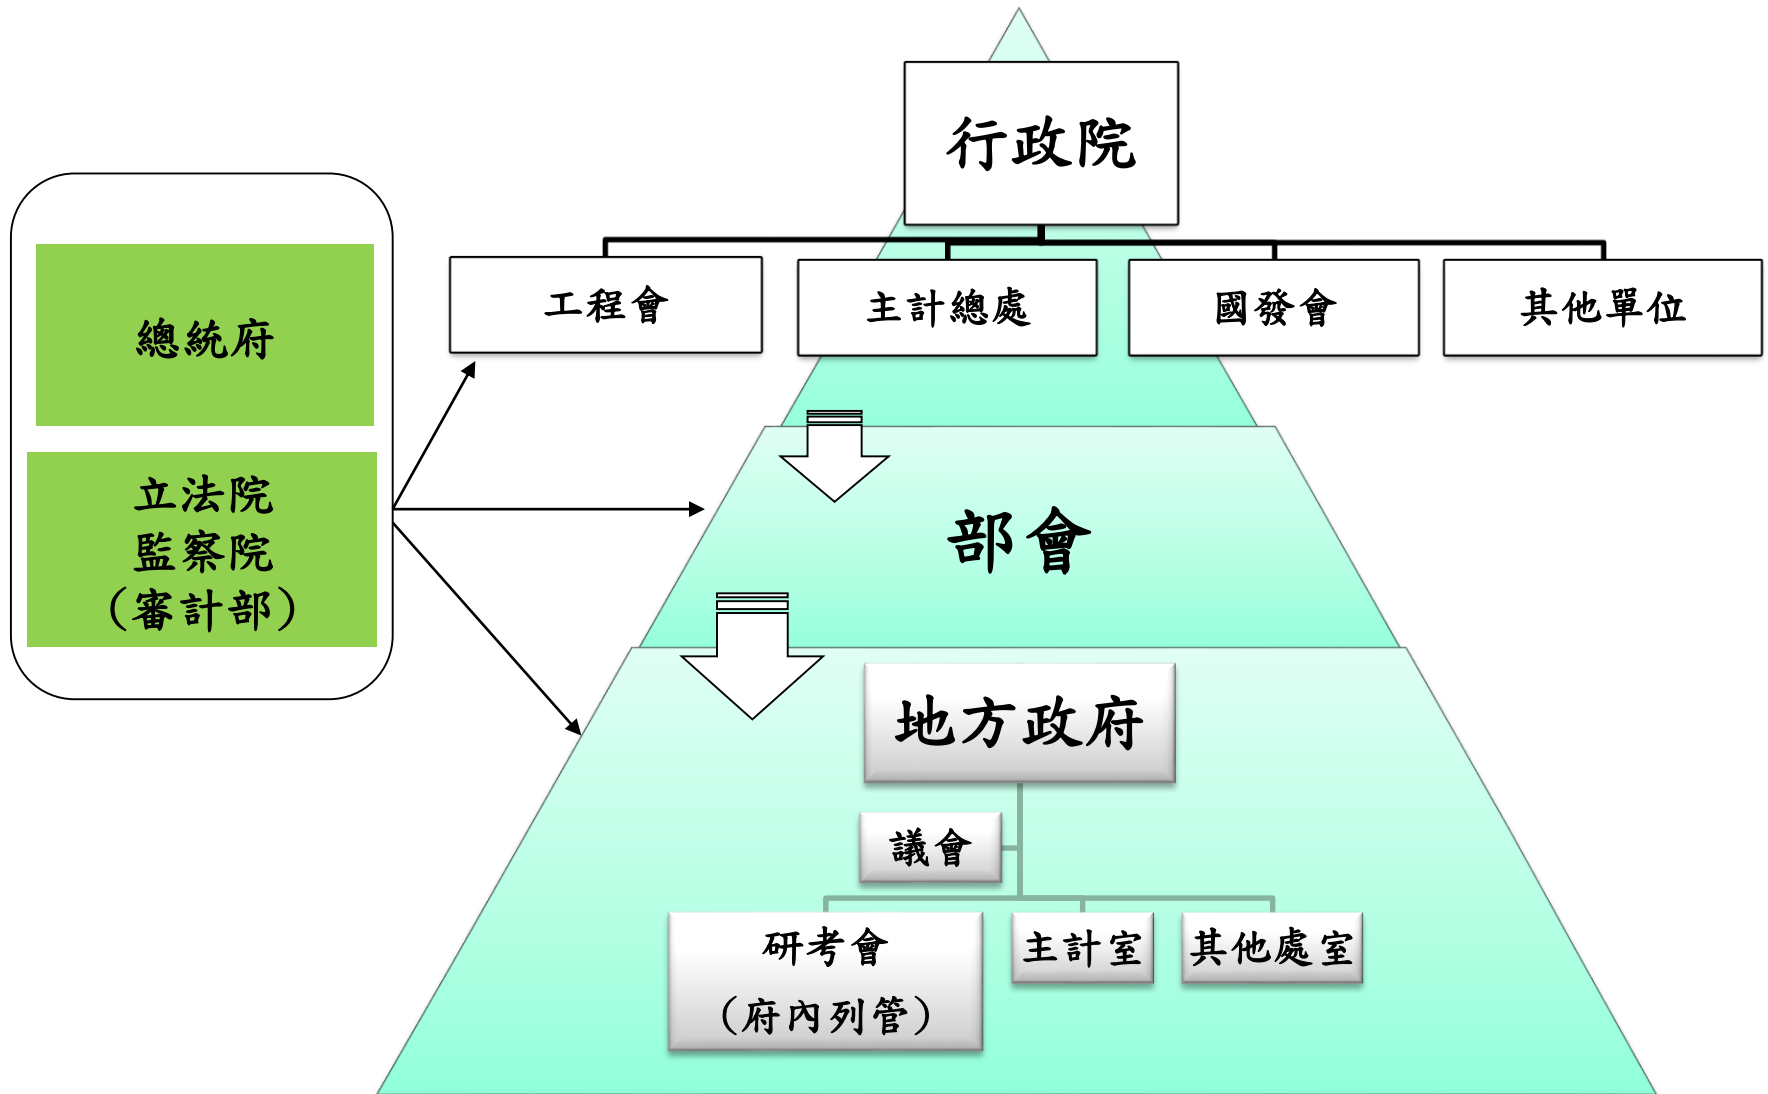 行政院
工程會
主計總處
國發會
其他單位
總統府
立法院
監察院
（審計部）
部會
地方政府
議會
研考會
（府內列管）
主計室
其他處室